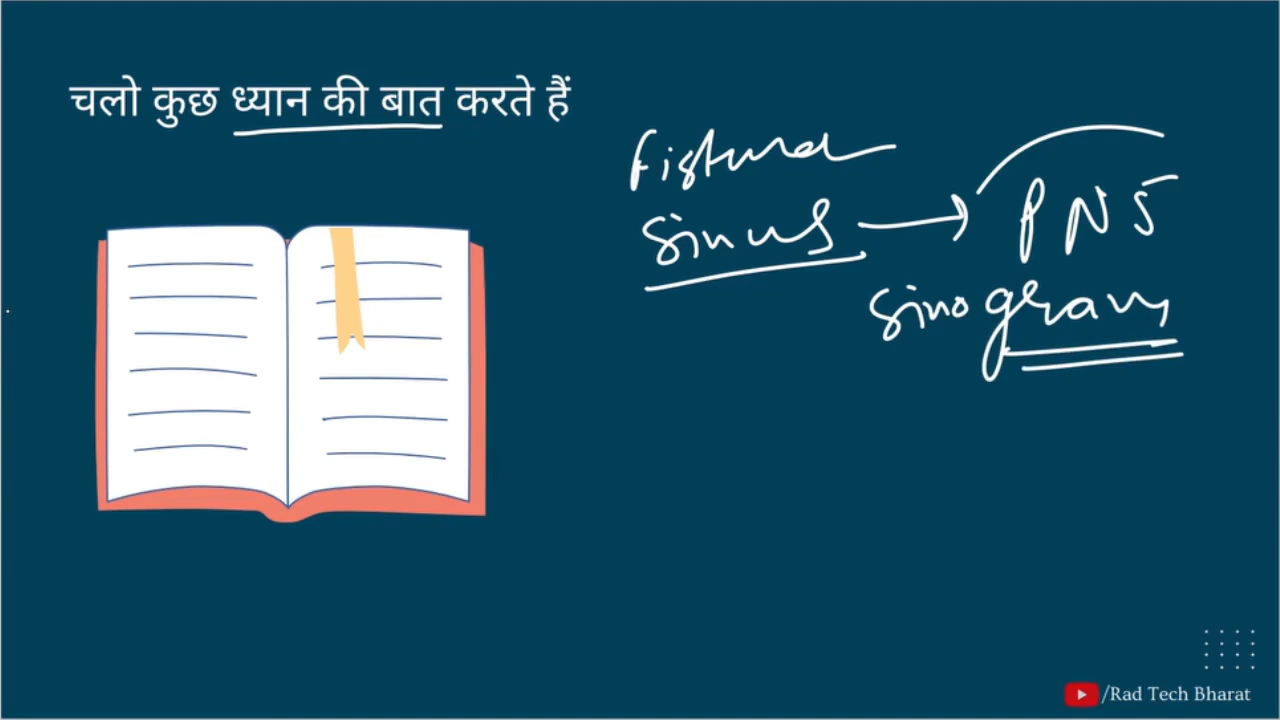 चलो कुछ ध्यान की बात करते हैं
Fistula
Sinus → PNS
Sinogram
/Rad Tech Bharat